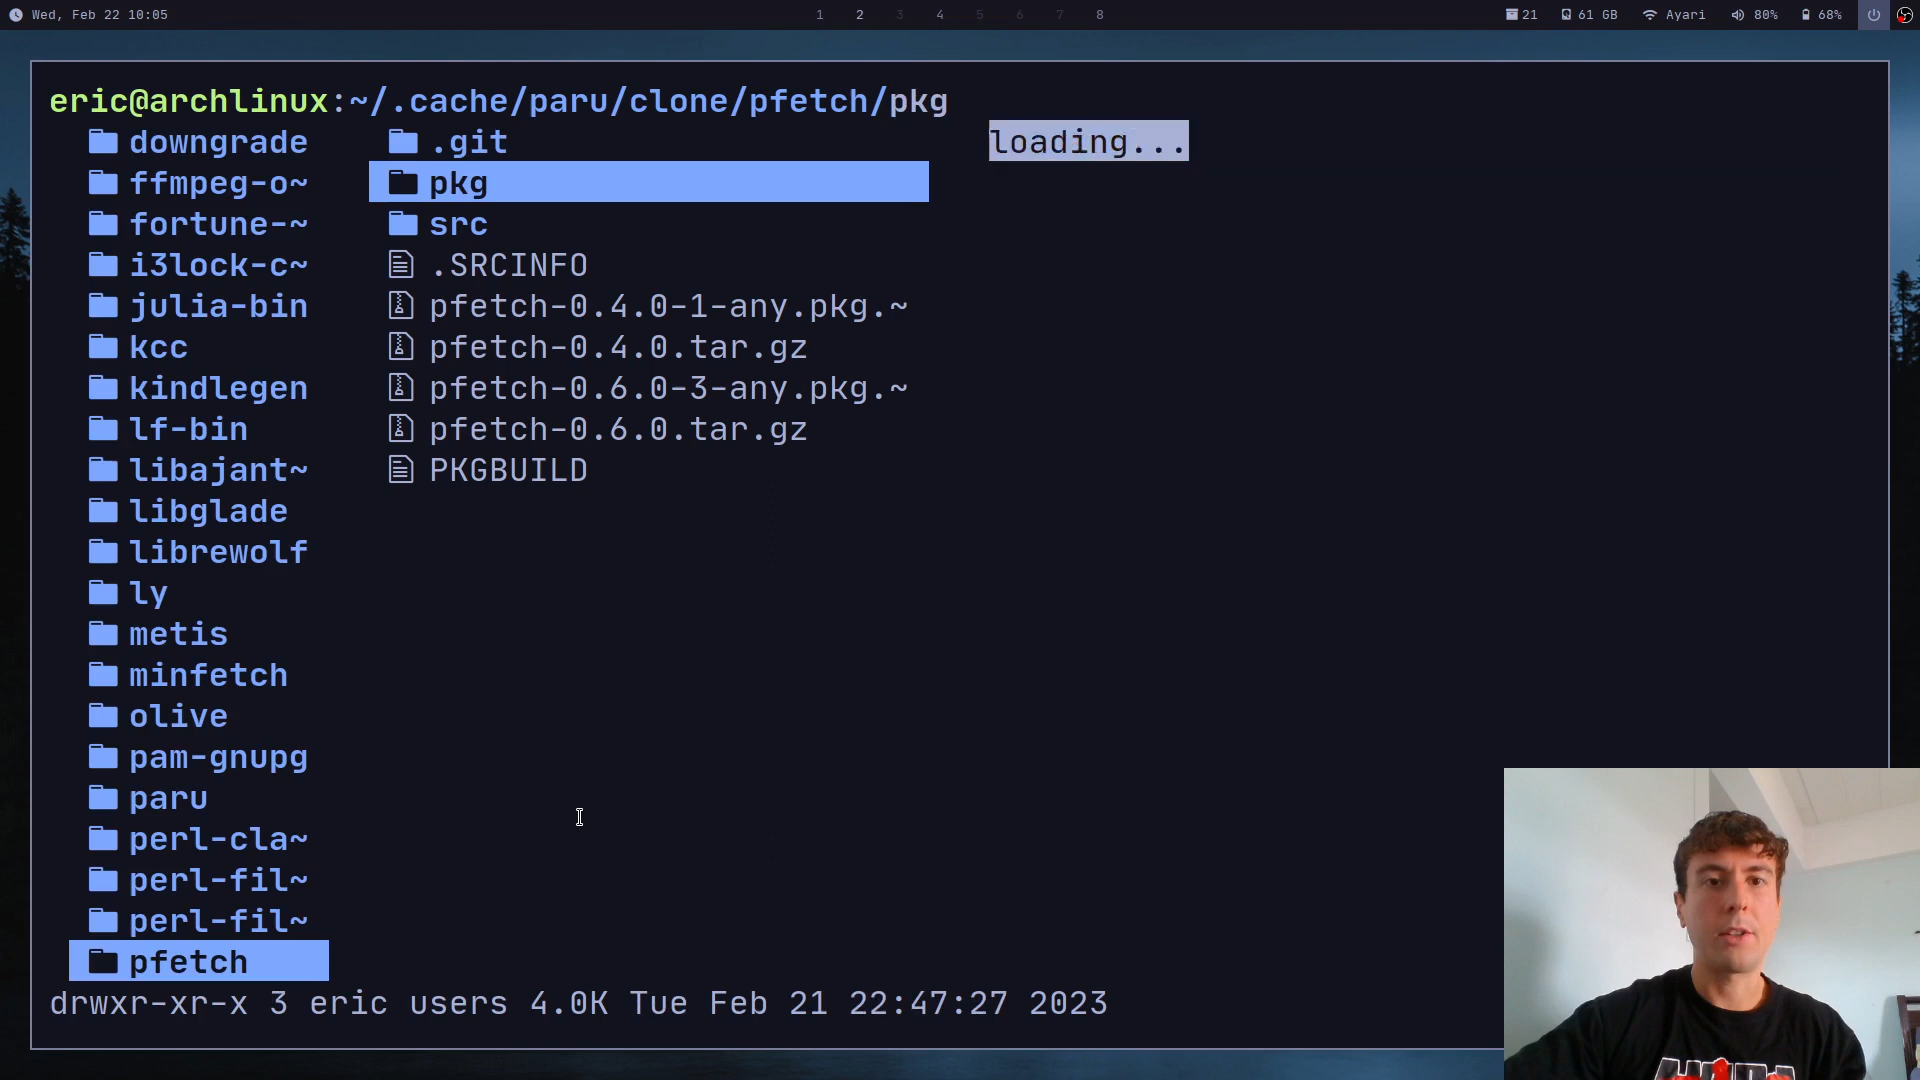 Wed, Feb 22 10:05
1 2 3 4 5 6 7 8
21 61 GB Ayari 80% 68%
eric@archlinux:~/.cache/paru/clone/pfetch/pkg
downgrade
ffmpeg-o~
fortune-~
i3lock-c~
julia-bin
kcc
kindlegen
lf-bin
libajant~
libglade
librewolf
ly
metis
minfetch
olive
pam-gnupg
paru
perl-cla~
perl-fil~
perl-fil~
pfetch
.git
pkg
src
.SRCINFO
pfetch-0.4.0-1-any.pkg.~
pfetch-0.4.0.tar.gz
pfetch-0.6.0-3-any.pkg.~
pfetch-0.6.0.tar.gz
PKGBUILD
loading...
drwxr-xr-x 3 eric users 4.0K Tue Feb 21 22:47:27 2023